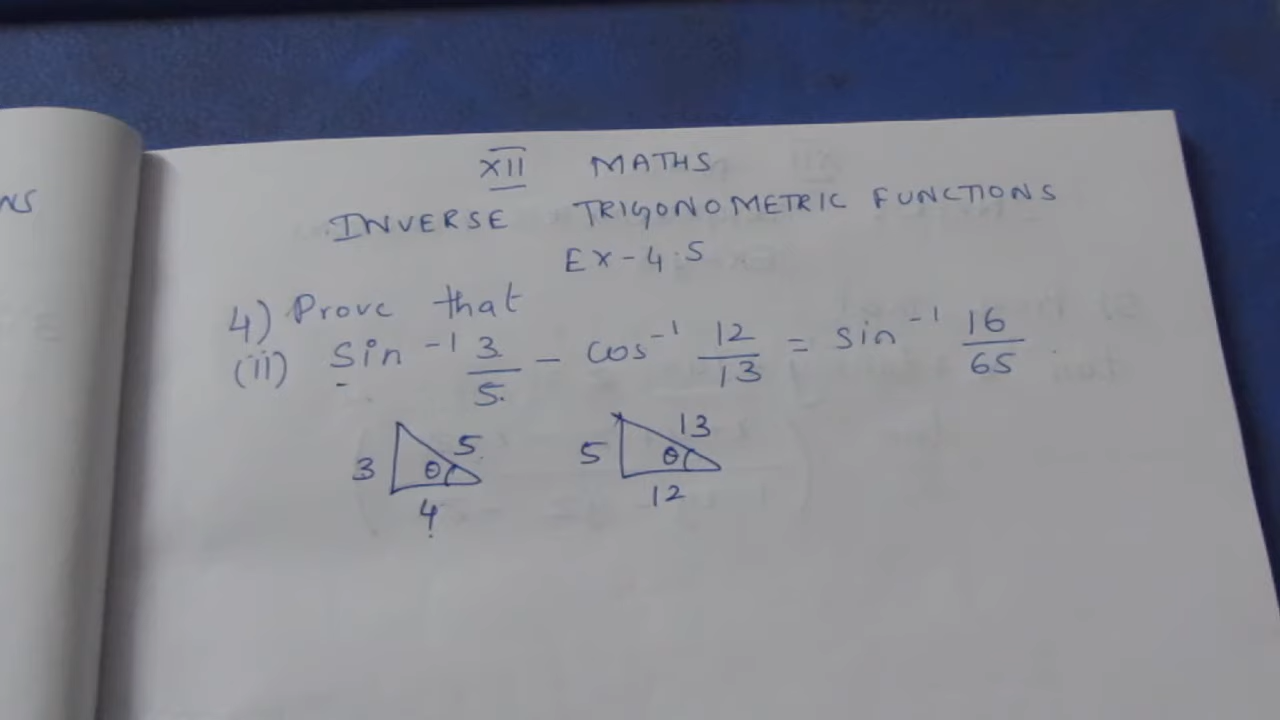 NS
XII MATHS
INVERSE TRIGONOMETRIC FUNCTIONS
EX-4.5
4) Prove that
(ii) Sin⁻¹ 3/5 - cos⁻¹ 12/13 = sin⁻¹ 16/65
3 5 θ 4
5 13 θ 12